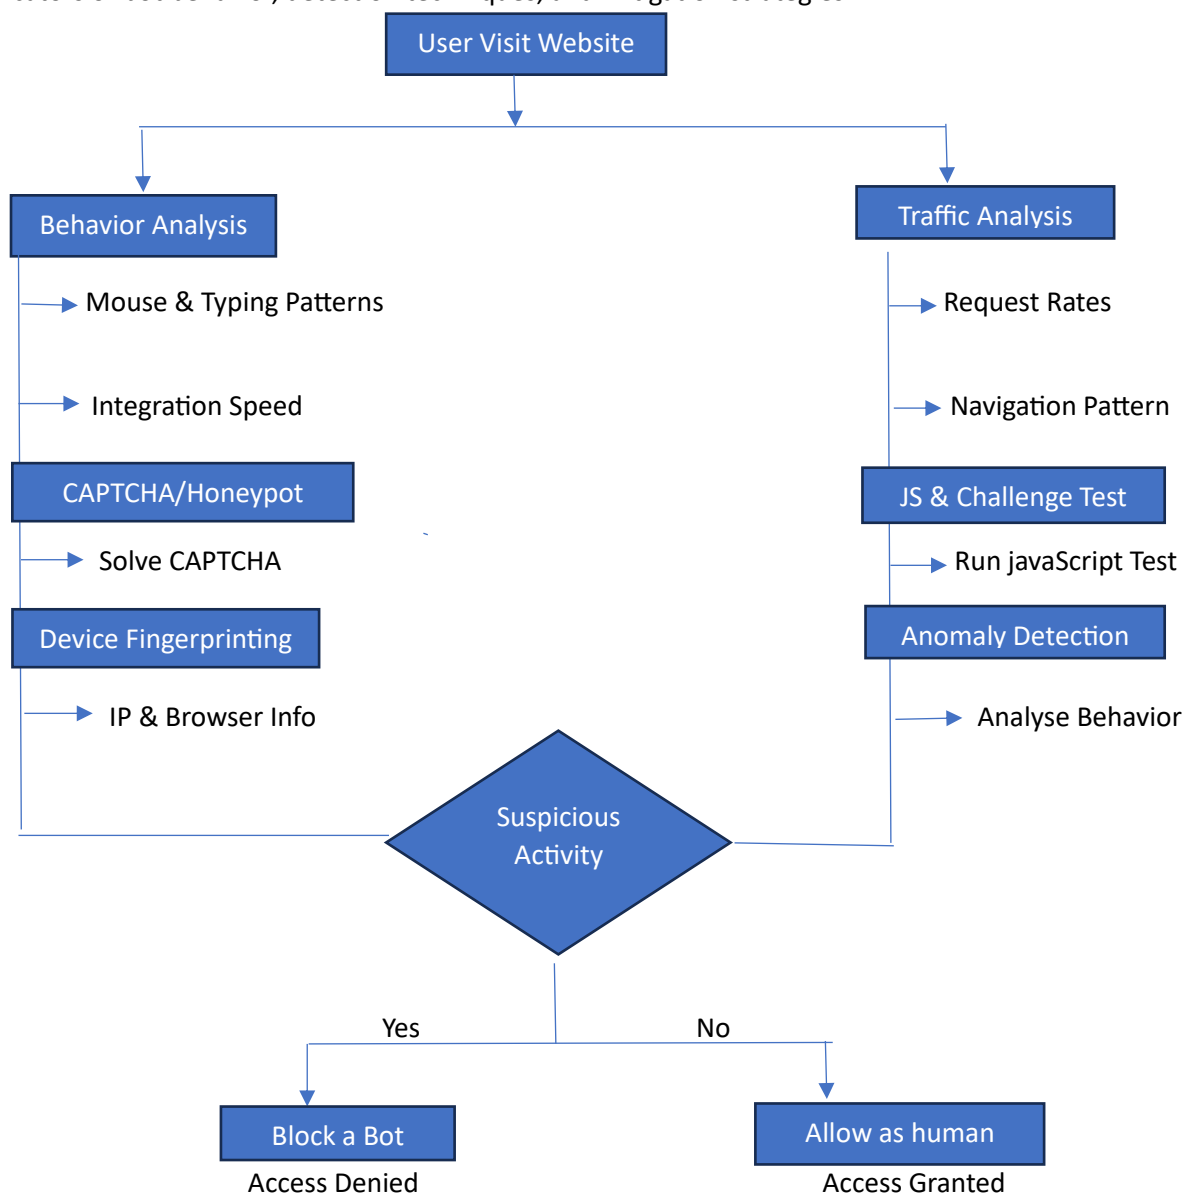 User Visit Website
Behavior Analysis
Traffic Analysis
Mouse & Typing Patterns
Request Rates
Integration Speed
Navigation Pattern
CAPTCHA/Honeypot
JS & Challenge Test
Solve CAPTCHA
Run javaScript Test
Device Fingerprinting
Anomaly Detection
IP & Browser Info
Analyse Behavior
Suspicious
Activity
Yes
No
Block a Bot
Allow as human
Access Denied
Access Granted